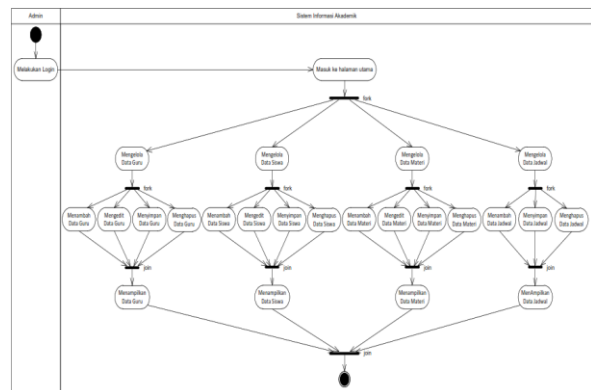 Admin
Sistem Informasi Akademik
Melakukan Login
Masuk ke halaman utama
fork
Mengelola
Data Guru
Mengelola
Data Siswa
Mengelola
Data Materi
Mengelola
Data Jadwal
fork
fork
fork
fork
Menambah
Data Guru
Mengedit
Data Guru
Menyimpan
Data Guru
Menghapus
Data Guru
Menambah
Data Siswa
Mengedit
Data Siswa
Menyimpan
Data Siswa
Menghapus
Data Siswa
Menambah
Data Materi
Mengedit
Data Materi
Menyimpan
Data Materi
Menghapus
Data Materi
Menambah
Data Jadwal
Menyimpan
Data Jadwal
Menghapus
Data Jadwal
join
join
join
join
Menampilkan
Data Guru
Menampilkan
Data Siswa
Menampilkan
Data Materi
MenAmpilkan
Data Jadwal
join